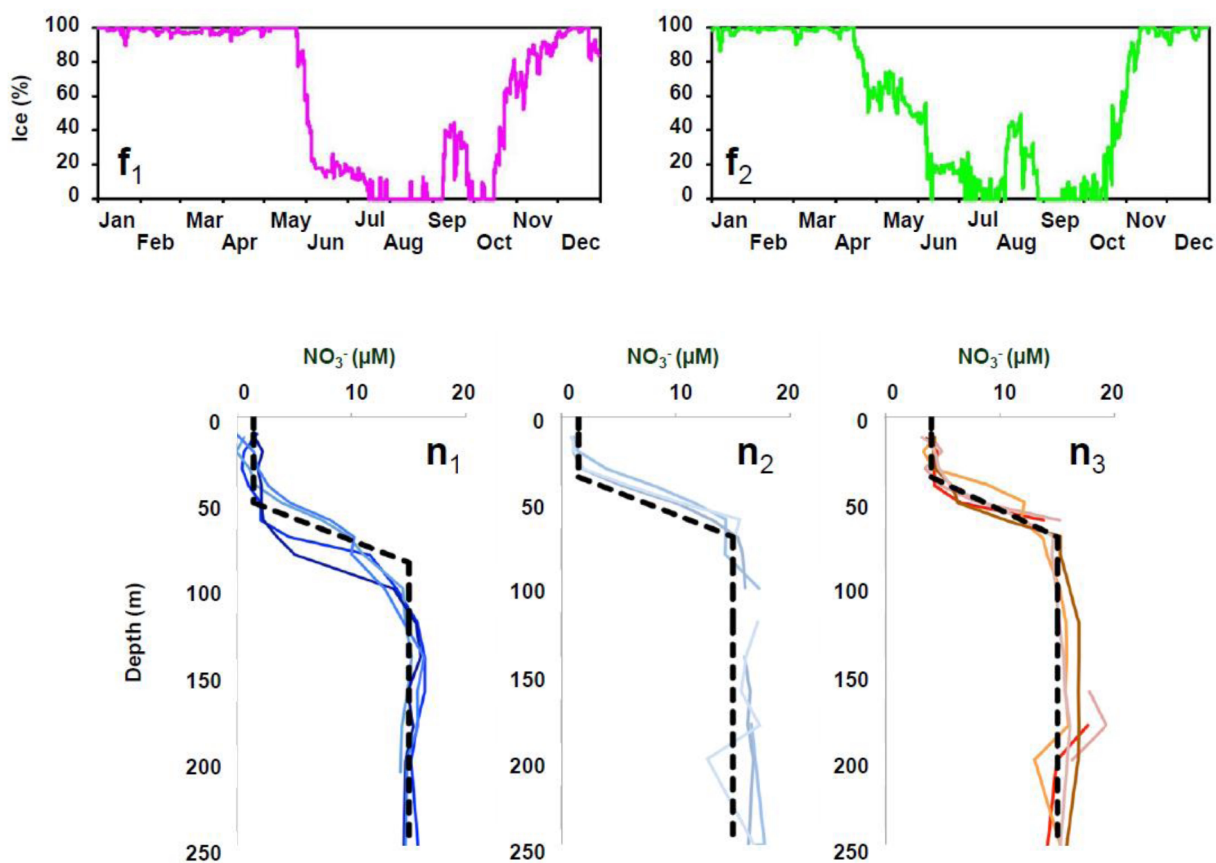 Ice (%)
100
80
60
40
20
0
f1
Jan Mar May Jul Sep Nov
Feb Apr Jun Aug Oct Dec
100
80
60
40
20
0
f2
Jan Mar May Jul Sep Nov
Feb Apr Jun Aug Oct Dec
NO3- (µM)
0 10 20
Depth (m)
0
50
100
150
200
250
n1
NO3- (µM)
0 10 20
0
50
100
150
200
250
n2
NO3- (µM)
0 10 20
0
50
100
150
200
250
n3